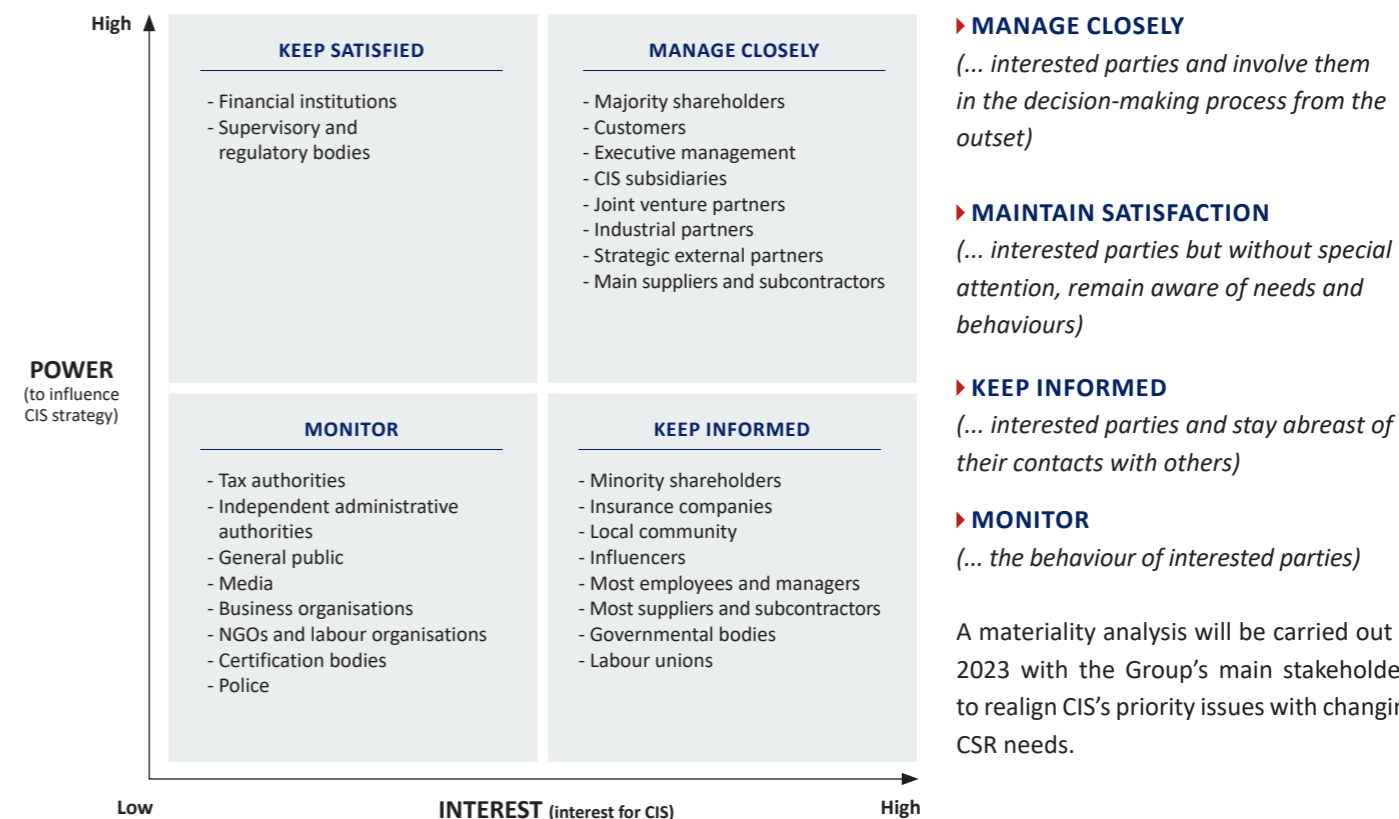 High
KEEP SATISFIED
- Financial institutions
- Supervisory and
regulatory bodies
MANAGE CLOSELY
- Majority shareholders
- Customers
- Executive management
- CIS subsidiaries
- Joint venture partners
- Industrial partners
- Strategic external partners
- Main suppliers and subcontractors
POWER
(to influence
CIS strategy)
MONITOR
- Tax authorities
- Independent administrative
authorities
- General public
- Media
- Business organisations
- NGOs and labour organisations
- Certification bodies
- Police
KEEP INFORMED
- Minority shareholders
- Insurance companies
- Local community
- Influencers
- Most employees and managers
- Most suppliers and subcontractors
- Governmental bodies
- Labour unions
Low
INTEREST (interest for CIS)
High
MANAGE CLOSELY
(... interested parties and involve them
in the decision-making process from the
outset)
MAINTAIN SATISFACTION
(... interested parties but without special
attention, remain aware of needs and
behaviours)
KEEP INFORMED
(... interested parties and stay abreast of
their contacts with others)
MONITOR
(... the behaviour of interested parties)
A materiality analysis will be carried out
2023 with the Group's main stakeholde
to realign CIS's priority issues with changin
CSR needs.